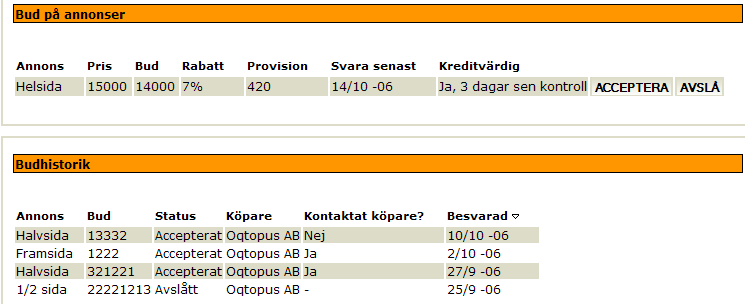 Bud på annonser
Annons Pris Bud Rabatt Provision Svara senast Kreditvärdig
Helsida 15000 14000 7% 420 14/10 -06 Ja, 3 dagar sen kontroll ACCEPTERA AVSLÅ
Budhistorik
Annons Bud Status Köpare Kontaktat köpare? Besvarad
Halvsida 13332 Accepterat Oqtopus AB Nej 10/10 -06
Framsida 1222 Accepterat Oqtopus AB Ja 2/10 -06
Halvsida 321221 Accepterat Oqtopus AB Ja 27/9 -06
1/2 sida 22221213 Avslått Oqtopus AB - 25/9 -06